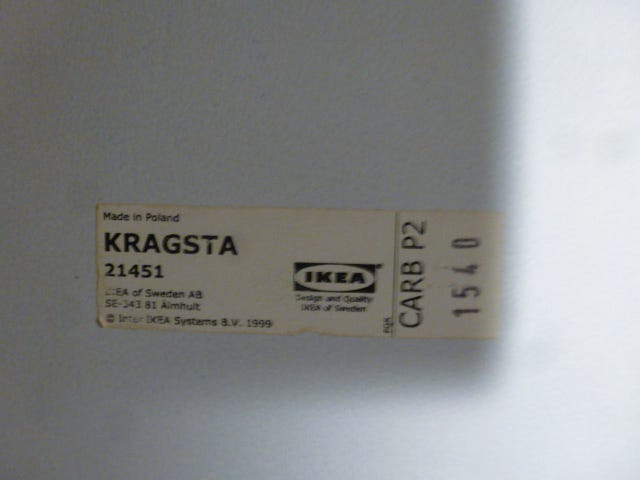 Made in Poland
KRAGSTA
21451
IKEA of Sweden AB
SE-343 81 Älmhult
© Inter IKEA Systems B.V. 1999
IKEA
Design and Quality
IKEA of Sweden
CARB P2
1540